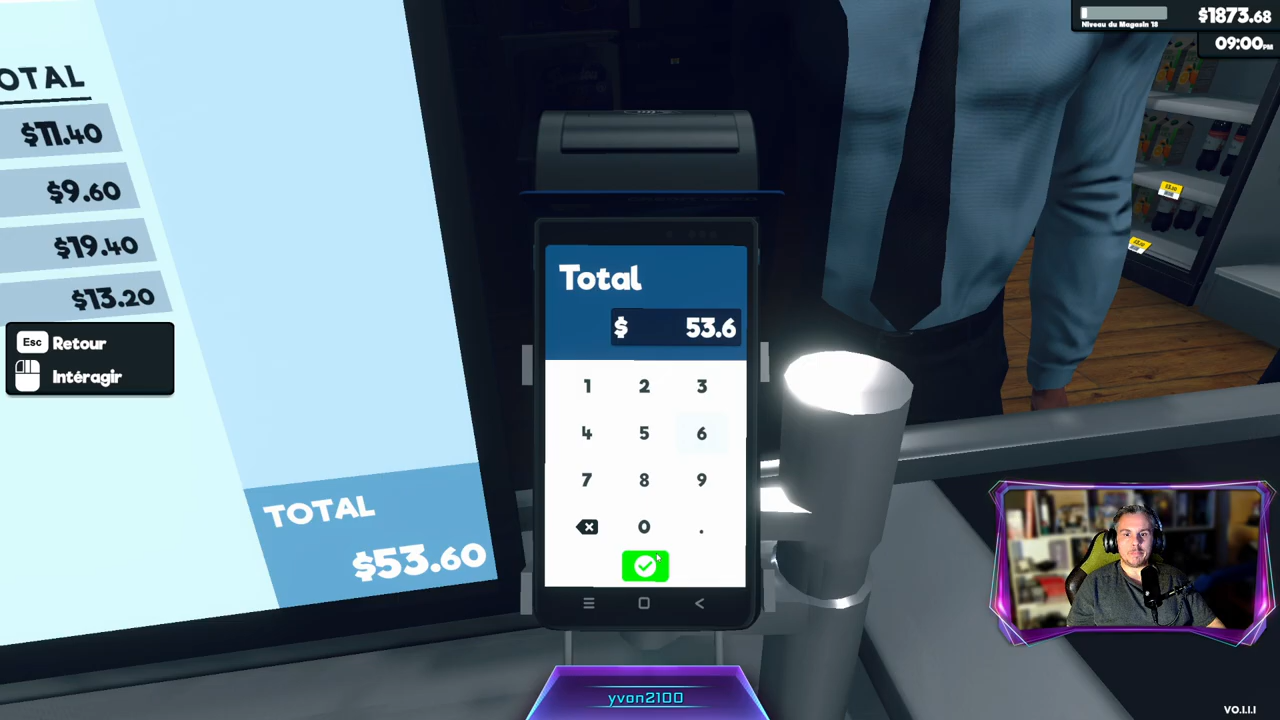 $1873.68
Niveau du Magasin 18
09:00PM
OTAL
$11.40
$9.60
$19.40
$13.20
Esc Retour
Intéragir
TOTAL
$53.60
Total
$ 53.6
1 2 3
4 5 6
7 8 9
0 .
yvon2100
V0.1.1.1